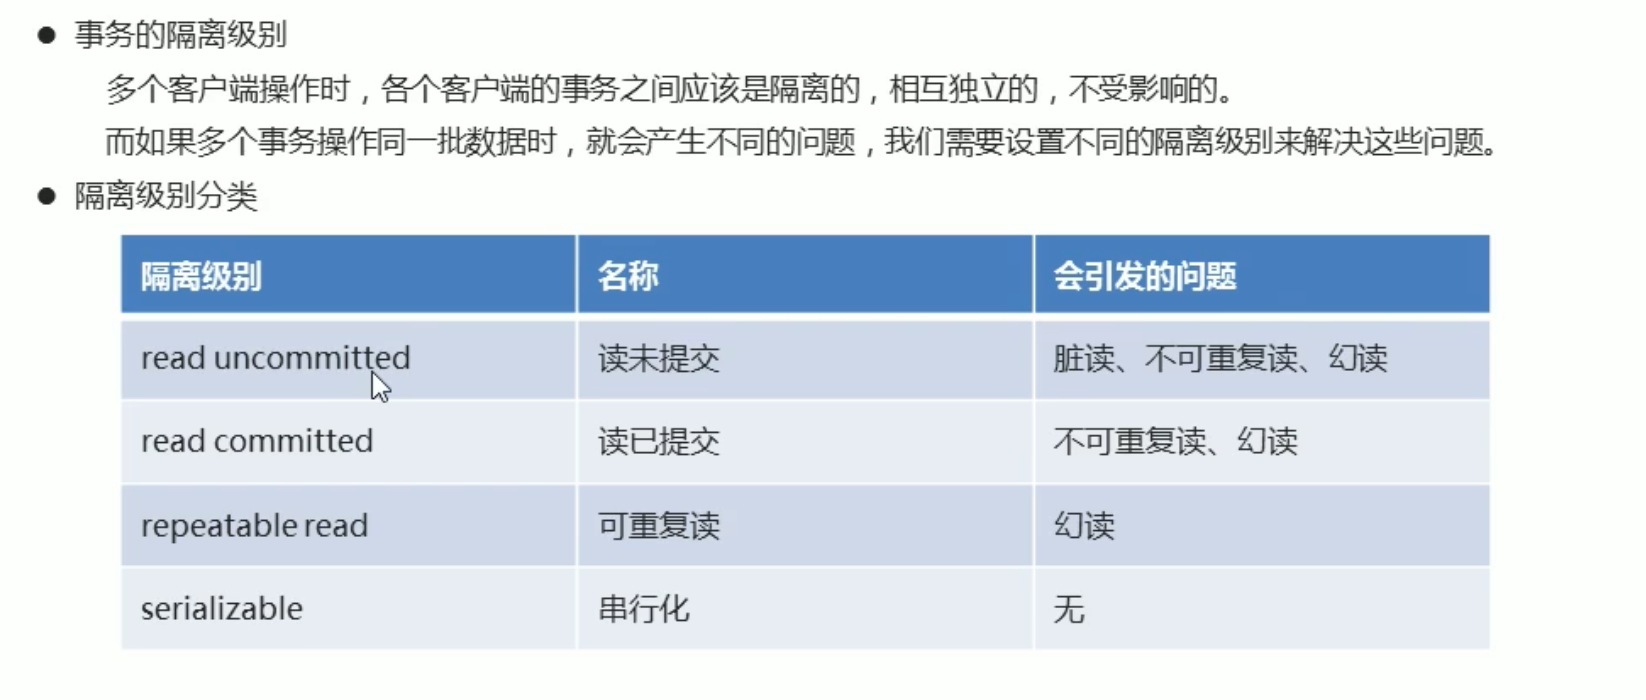 事务的隔离级别
多个客户端操作时，各个客户端的事务之间应该是隔离的，相互独立的，不受影响的。
而如果多个事务操作同一批数据时，就会产生不同的问题，我们需要设置不同的隔离级别来解决这些问题。
隔离级别分类
隔离级别 名称 会引发的问题
read uncommitted 读未提交 脏读、不可重复读、幻读
read committed 读已提交 不可重复读、幻读
repeatable read 可重复读 幻读
serializable 串行化 无